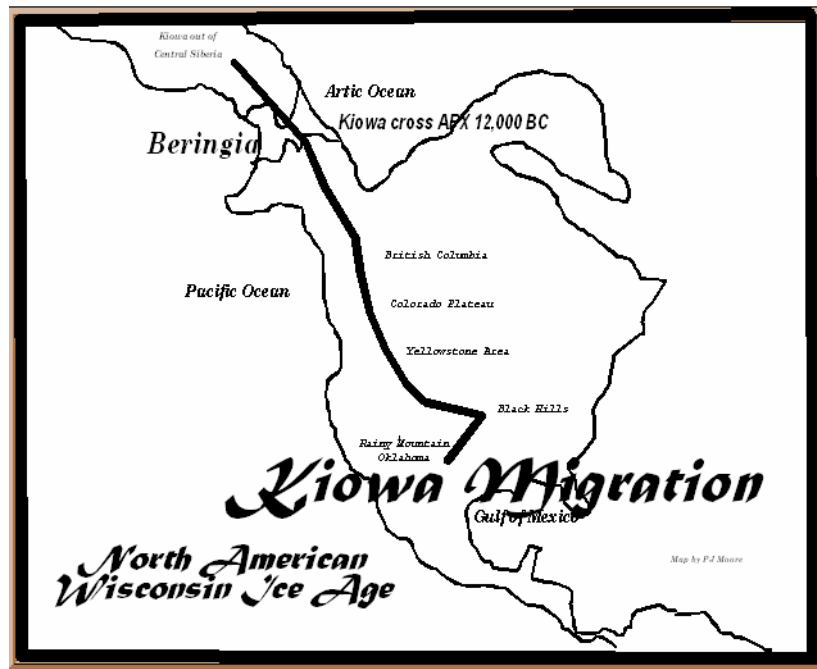 Kiowa out of
Central Siberia
Artic Ocean
Kiowa cross APX 12,000 BC
Beringia
British Columbia
Pacific Ocean
Colorado Plateau
Yellowstone Area
Black Hills
Rainy Mountain
Oklahoma
Kiowa Migration
Gulf of Mexico
North American
Wisconsin Ice Age
Map by PJ Moore